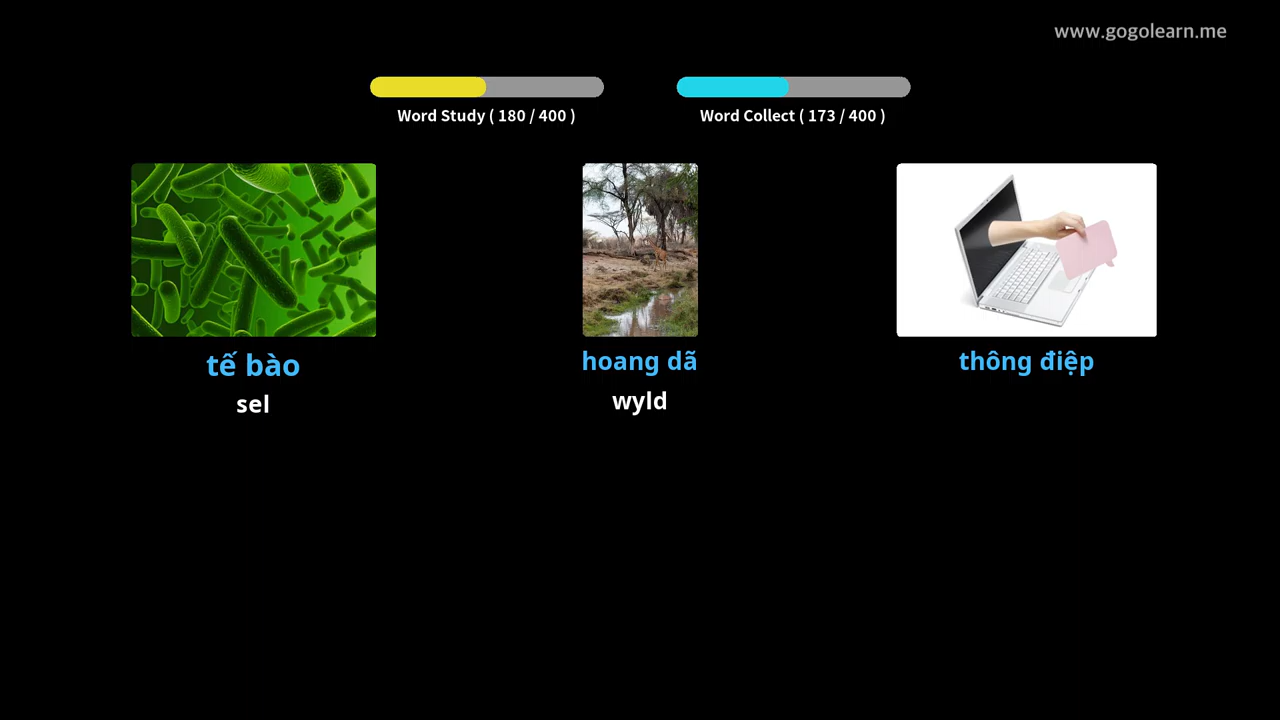 www.gogolearn.me
Word Study ( 180 / 400 )
Word Collect ( 173 / 400 )
tế bào
hoang dã
thông điệp
sel
wyld